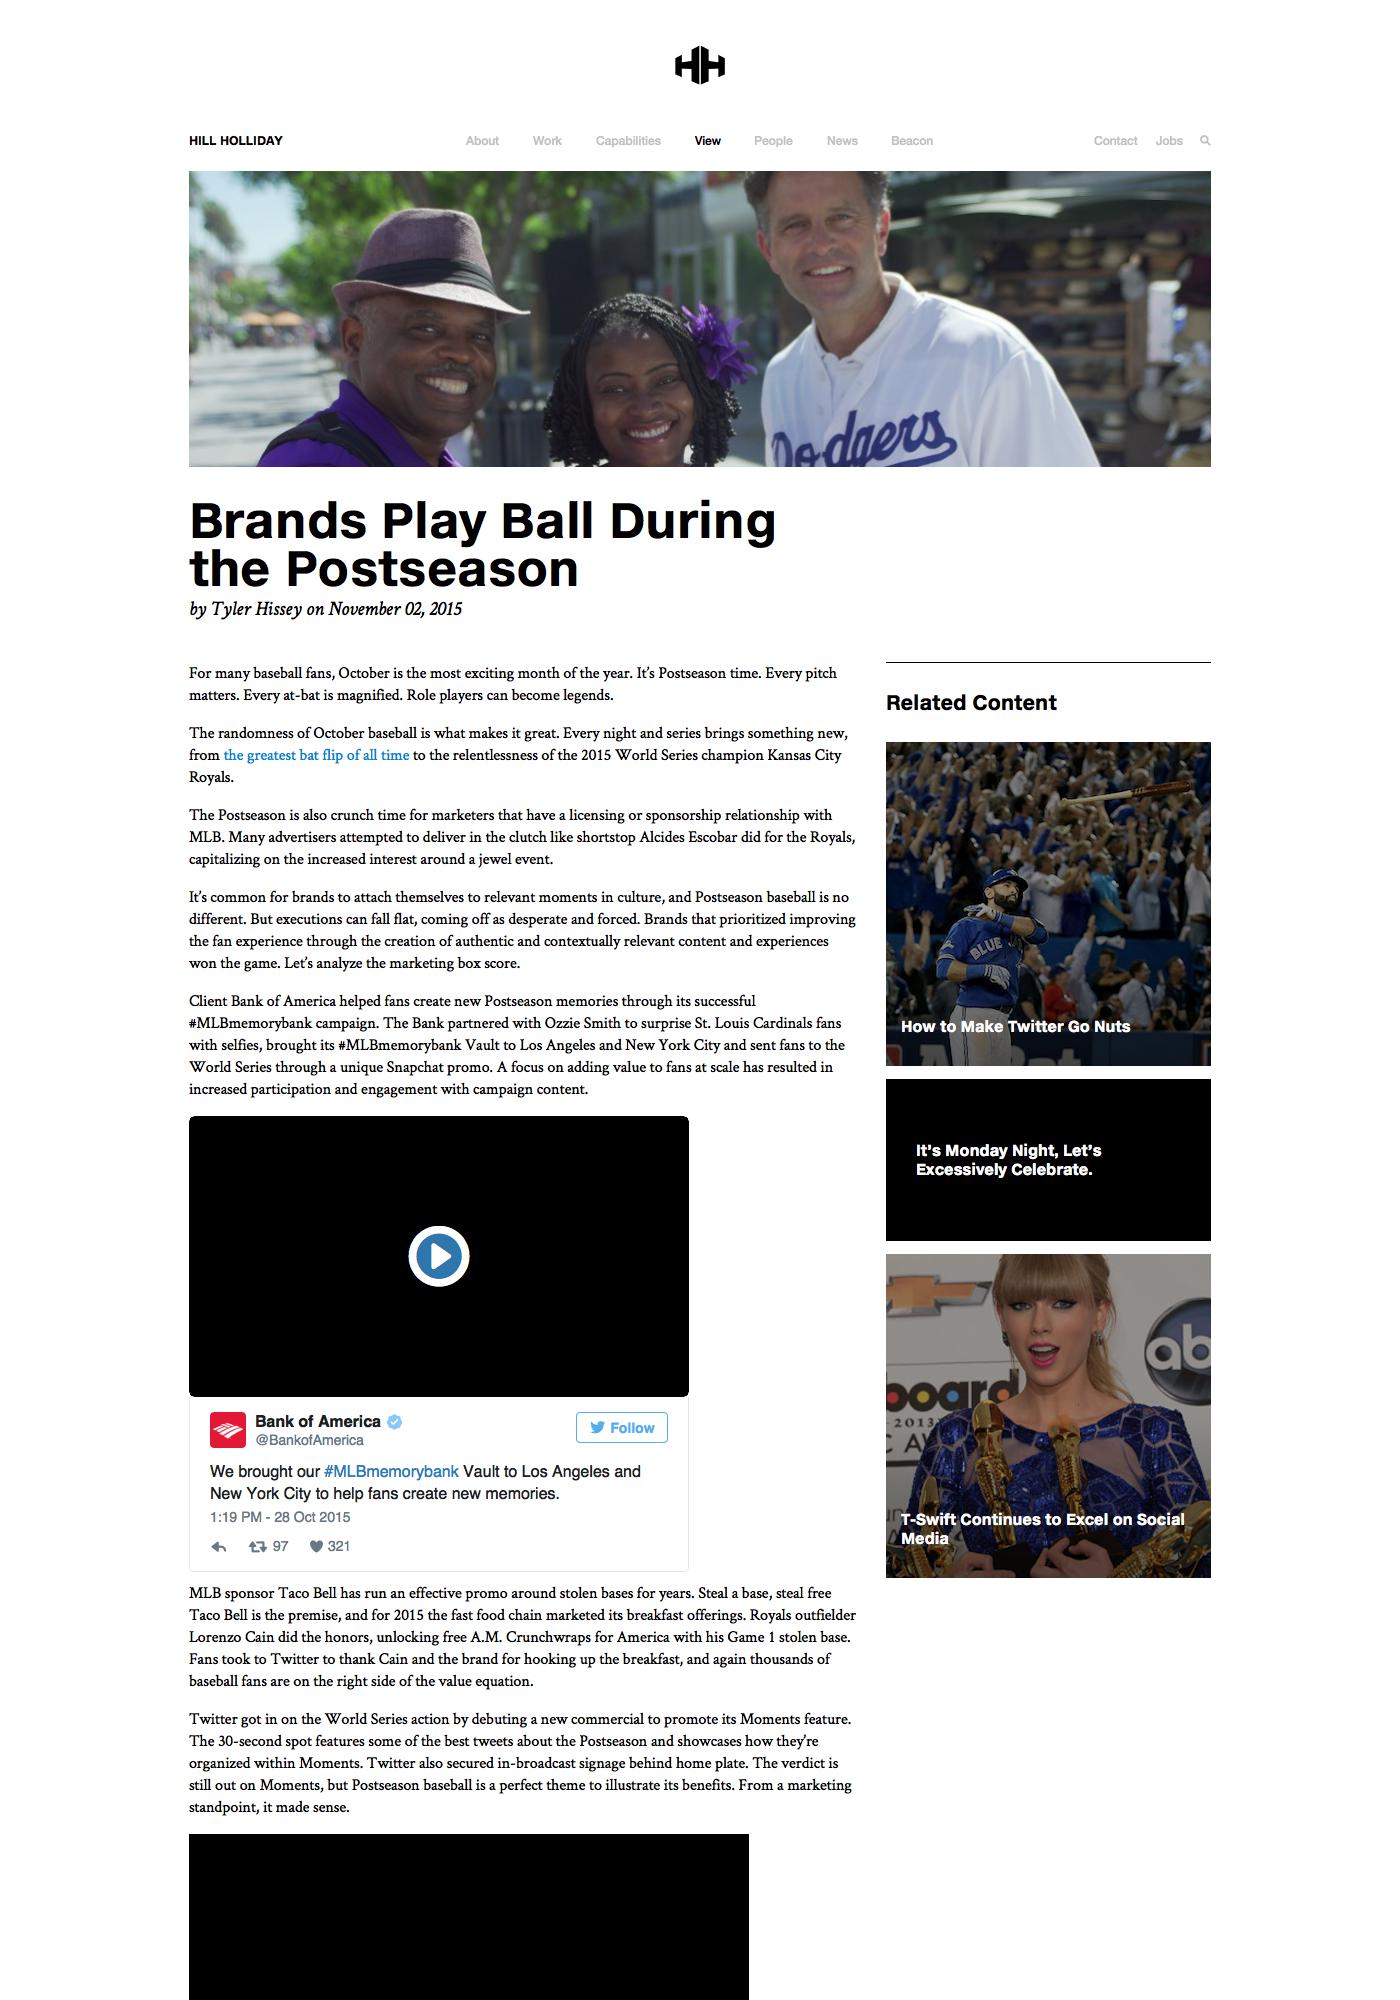 HILL HOLLIDAY
About Work Capabilities View People News Beacon
Contact Jobs
Dodgers
Brands Play Ball During
the Postseason
by Tyler Hissey on November 02, 2015
For many baseball fans, October is the most exciting month of the year. It's Postseason time. Every pitch
matters. Every at-bat is magnified. Role players can become legends.
The randomness of October baseball is what makes it great. Every night and series brings something new,
from the greatest bat flip of all time to the relentlessness of the 2015 World Series champion Kansas City
Royals.
The Postseason is also crunch time for marketers that have a licensing or sponsorship relationship with
MLB. Many advertisers attempted to deliver in the clutch like shortstop Alcides Escobar did for the Royals,
capitalizing on the increased interest around a jewel event.
It's common for brands to attach themselves to relevant moments in culture, and Postseason baseball is no
different. But executions can fall flat, coming off as desperate and forced. Brands that prioritized improving
the fan experience through the creation of authentic and contextually relevant content and experiences
won the game. Let's analyze the marketing box score.
Client Bank of America helped fans create new Postseason memories through its successful
#MLBmemorybank campaign. The Bank partnered with Ozzie Smith to surprise St. Louis Cardinals fans
with selfies, brought its #MLBmemorybank Vault to Los Angeles and New York City and sent fans to the
World Series through a unique Snapchat promo. A focus on adding value to fans at scale has resulted in
increased participation and engagement with campaign content.
Bank of America
@BankofAmerica
Follow
We brought our #MLBmemorybank Vault to Los Angeles and
New York City to help fans create new memories.
1:19 PM - 28 Oct 2015
97 321
MLB sponsor Taco Bell has run an effective promo around stolen bases for years. Steal a base, steal free
Taco Bell is the premise, and for 2015 the fast food chain marketed its breakfast offerings. Royals outfielder
Lorenzo Cain did the honors, unlocking free A.M. Crunchwraps for America with his Game 1 stolen base.
Fans took to Twitter to thank Cain and the brand for hooking up the breakfast, and again thousands of
baseball fans are on the right side of the value equation.
Twitter got in on the World Series action by debuting a new commercial to promote its Moments feature.
The 30-second spot features some of the best tweets about the Postseason and showcases how they're
organized within Moments. Twitter also secured in-broadcast signage behind home plate. The verdict is
still out on Moments, but Postseason baseball is a perfect theme to illustrate its benefits. From a marketing
standpoint, it made sense.
Related Content
BLUE
How to Make Twitter Go Nuts
It's Monday Night, Let's
Excessively Celebrate.
abc
board
2013
T-Swift Continues to Excel on Social
Media